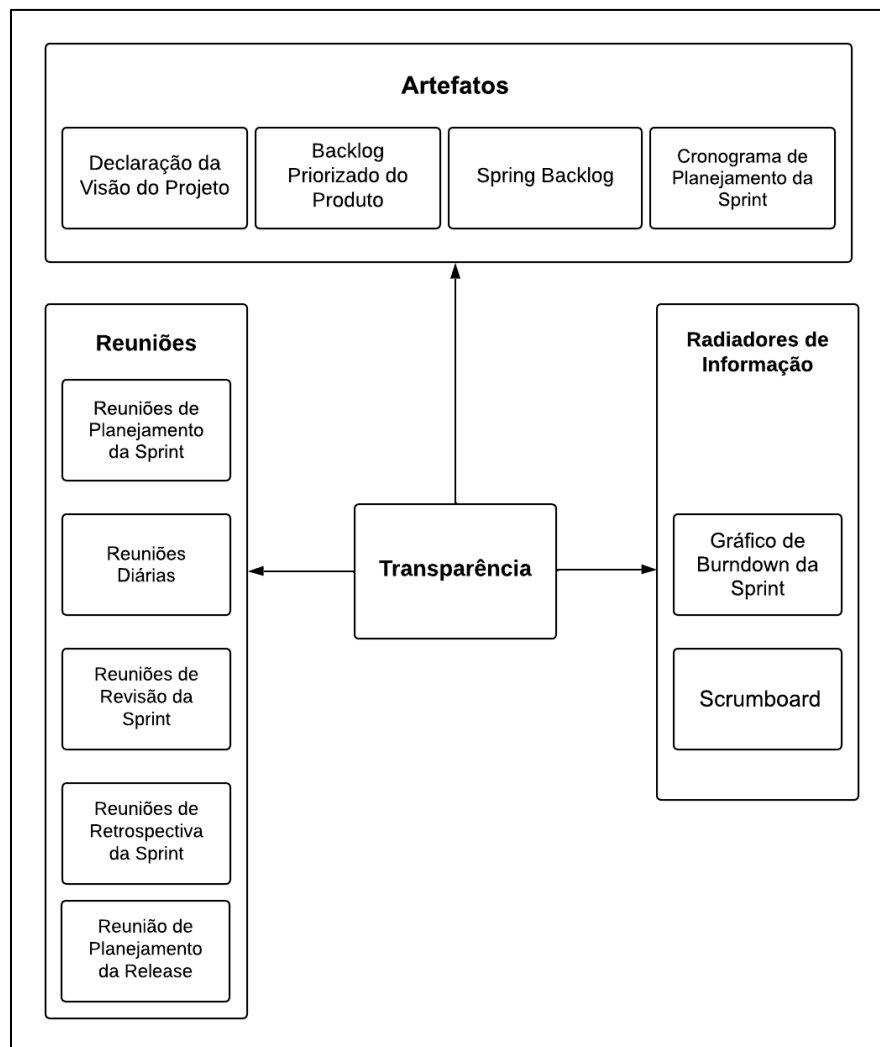 Artefatos
Declaração da
Visão do Projeto
Backlog
Priorizado do
Produto
Spring Backlog
Cronograma de
Planejamento da
Sprint
Reuniões
Reuniões de
Planejamento
da Sprint
Reuniões
Diárias
Reuniões de
Revisão da
Sprint
Reuniões de
Retrospectiva
da Sprint
Reunião de
Planejamento
da Release
Transparência
Radiadores de
Informação
Gráfico de
Burndown da
Sprint
Scrumboard